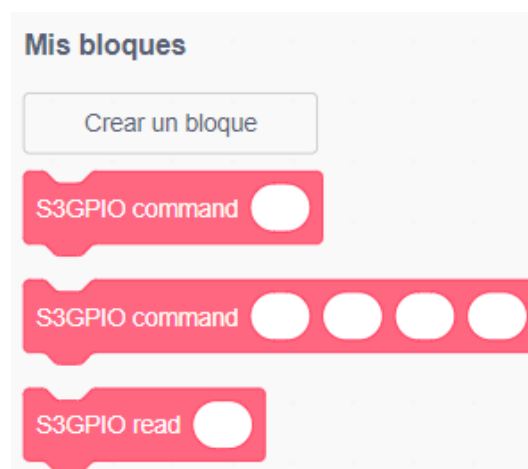 Mis bloques
Crear un bloque
S3GPIO command
S3GPIO command
S3GPIO read